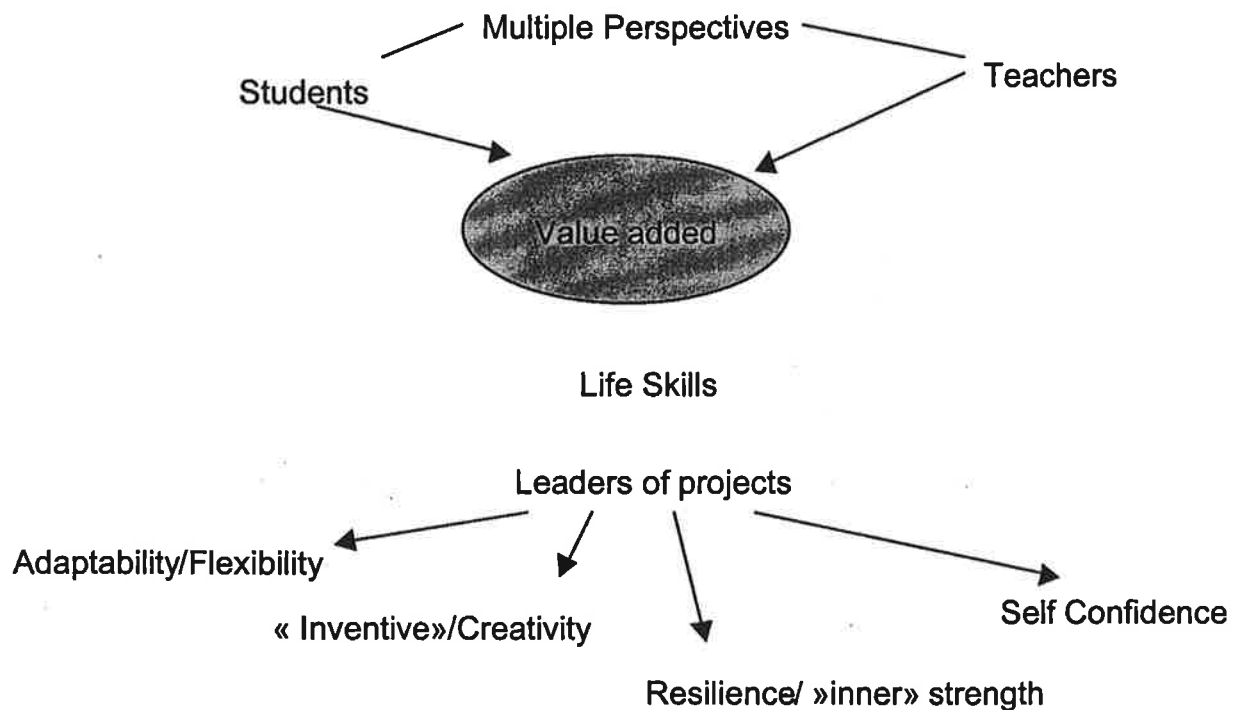 Multiple Perspectives
Students
Teachers
Value added
Life Skills
Leaders of projects
Adaptability/Flexibility
« Inventive»/Creativity
Self Confidence
Resilience/ »inner» strength